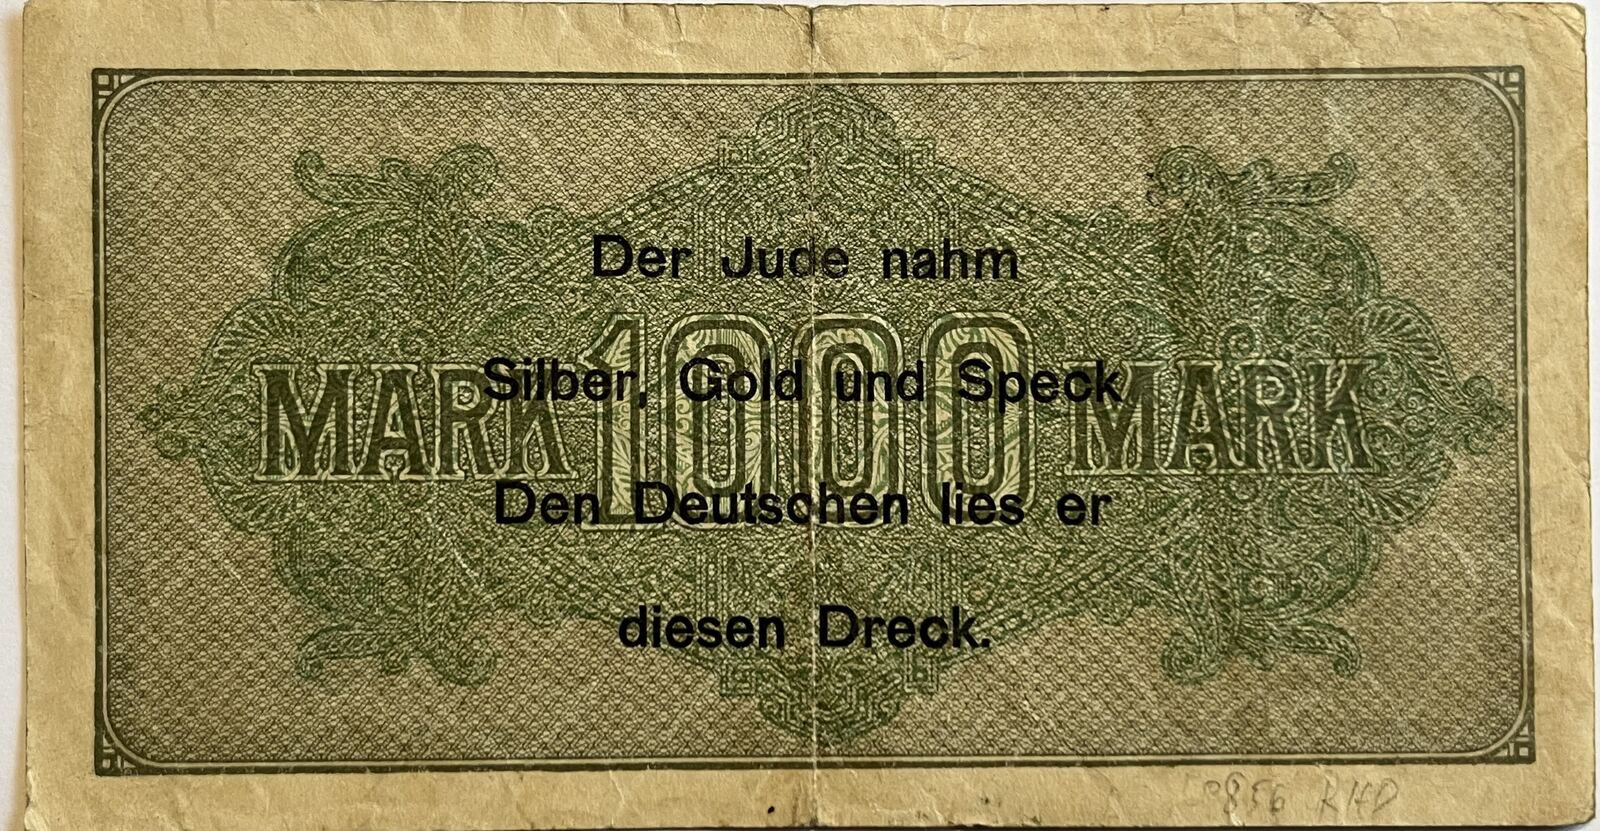 Der Jude nahm
MARK 1000 MARK
Silber, Gold und Speck
Den Deutschen lies er
diesen Dreck.